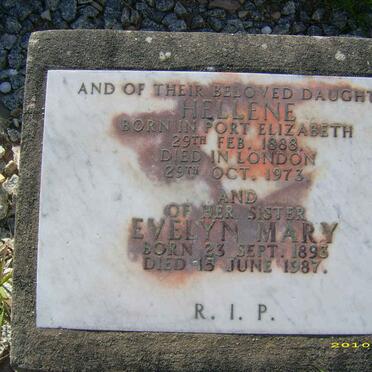 AND OF THEIR BELOVED DAUGHT
HELLENE
BORN IN PORT ELIZABETH
29TH FEB. 1888.
DIED IN LONDON
29TH OCT. 1973.
AND
OF HER SISTER
EVELYN MARY
BORN 23 SEPT. 1893
DIED 15 JUNE 1987.
R. I. P.
2010